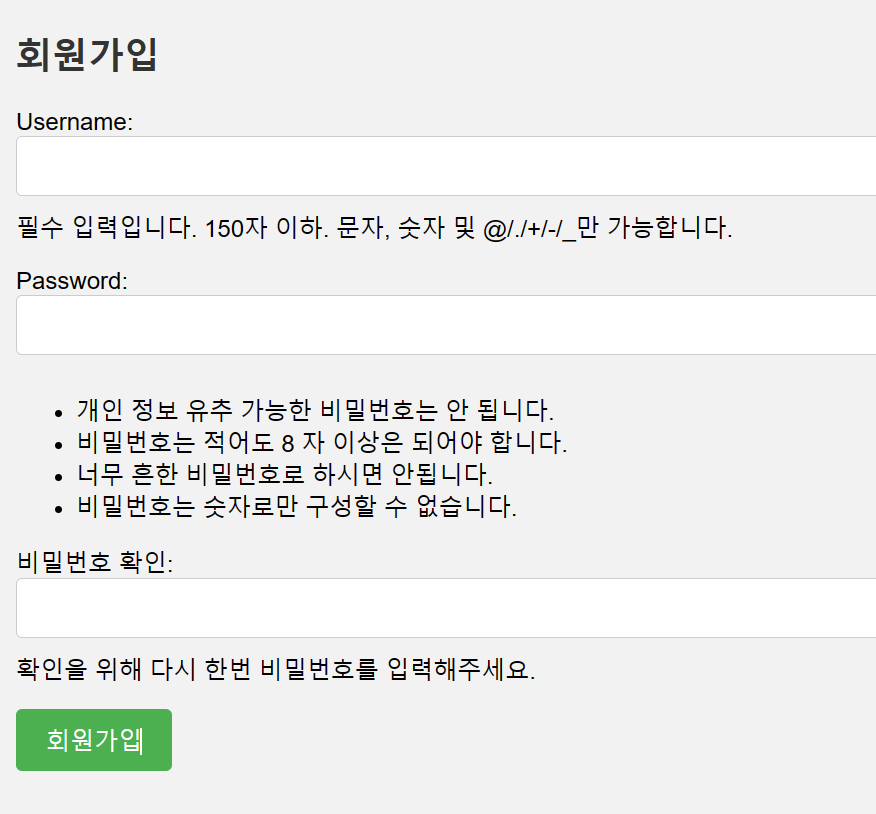 회원가입
Username:
필수 입력입니다. 150자 이하. 문자, 숫자 및 @/./+/-/_만 가능합니다.
Password:
개인 정보 유추 가능한 비밀번호는 안 됩니다.
비밀번호는 적어도 8 자 이상은 되어야 합니다.
너무 흔한 비밀번호로 하시면 안됩니다.
비밀번호는 숫자로만 구성할 수 없습니다.
비밀번호 확인:
확인을 위해 다시 한번 비밀번호를 입력해주세요.
회원가입